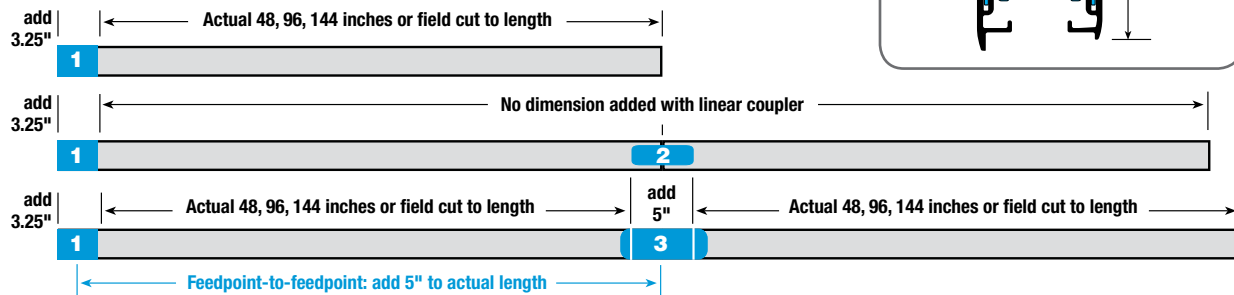 add
3.25"
Actual 48, 96, 144 inches or field cut to length
1
add
3.25"
No dimension added with linear coupler
1
2
add
3.25"
Actual 48, 96, 144 inches or field cut to length
add
5"
Actual 48, 96, 144 inches or field cut to length
1
3
Feedpoint-to-feedpoint: add 5" to actual length